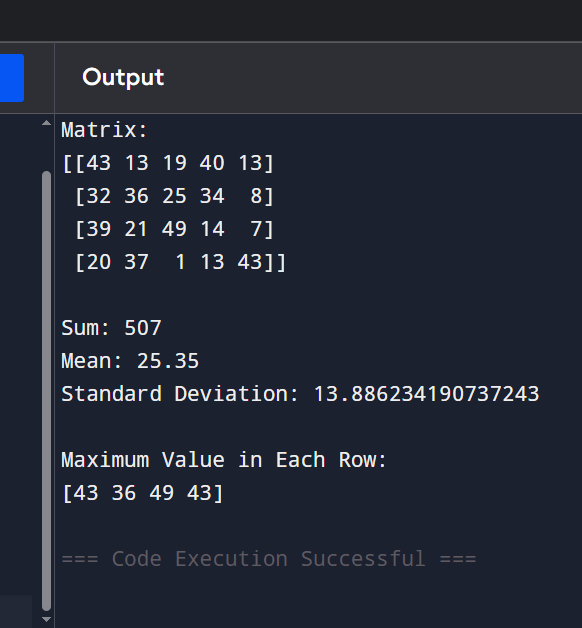 Output
Matrix:
[[43 13 19 40 13]
 [32 36 25 34  8]
 [39 21 49 14  7]
 [20 37  1 13 43]]
Sum: 507
Mean: 25.35
Standard Deviation: 13.886234190737243
Maximum Value in Each Row:
[43 36 49 43]
=== Code Execution Successful ===